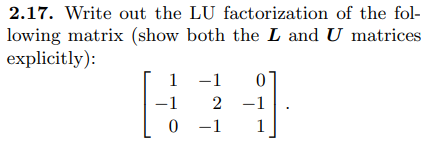 2.17. Write out the LU factorization of the fol-
lowing matrix (show both the L and U matrices
explicitly):
[ 1 −1 0 ]
[ −1 2 −1 ]
[ 0 −1 1 ] .